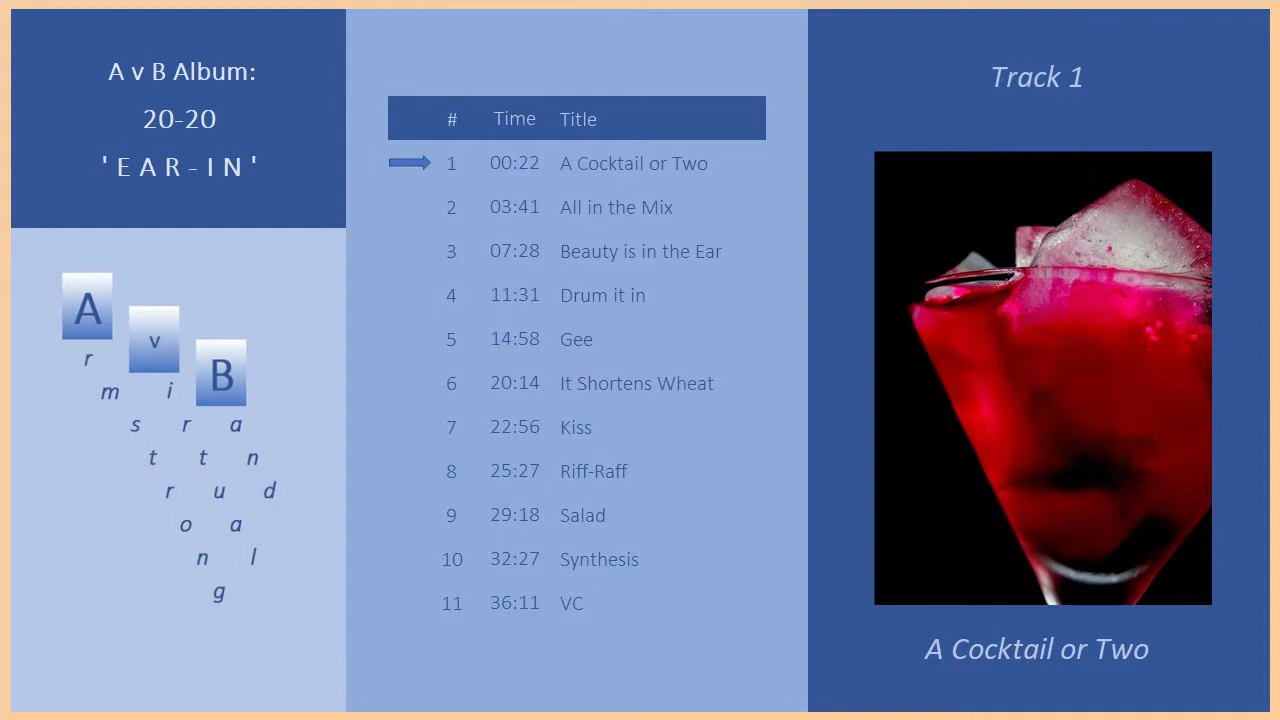 A v B Album:
20-20
'EAR-IN'
A
v
B
r
m i
s r a
t t n
r u d
o a
n l
g
# Time Title
1 00:22 A Cocktail or Two
2 03:41 All in the Mix
3 07:28 Beauty is in the Ear
4 11:31 Drum it in
5 14:58 Gee
6 20:14 It Shortens Wheat
7 22:56 Kiss
8 25:27 Riff-Raff
9 29:18 Salad
10 32:27 Synthesis
11 36:11 VC
Track 1
A Cocktail or Two